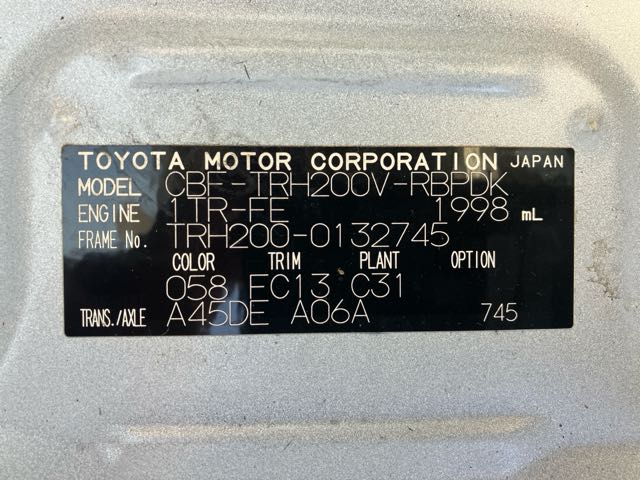 TOYOTA MOTOR CORPORATION JAPAN
MODEL CBF-TRH200V-RBPDK
ENGINE 1TR-FE 1998 mL
FRAME No. TRH200-0132745
COLOR TRIM PLANT OPTION
058 FC13 C31
TRANS./AXLE A45DE A06A 745